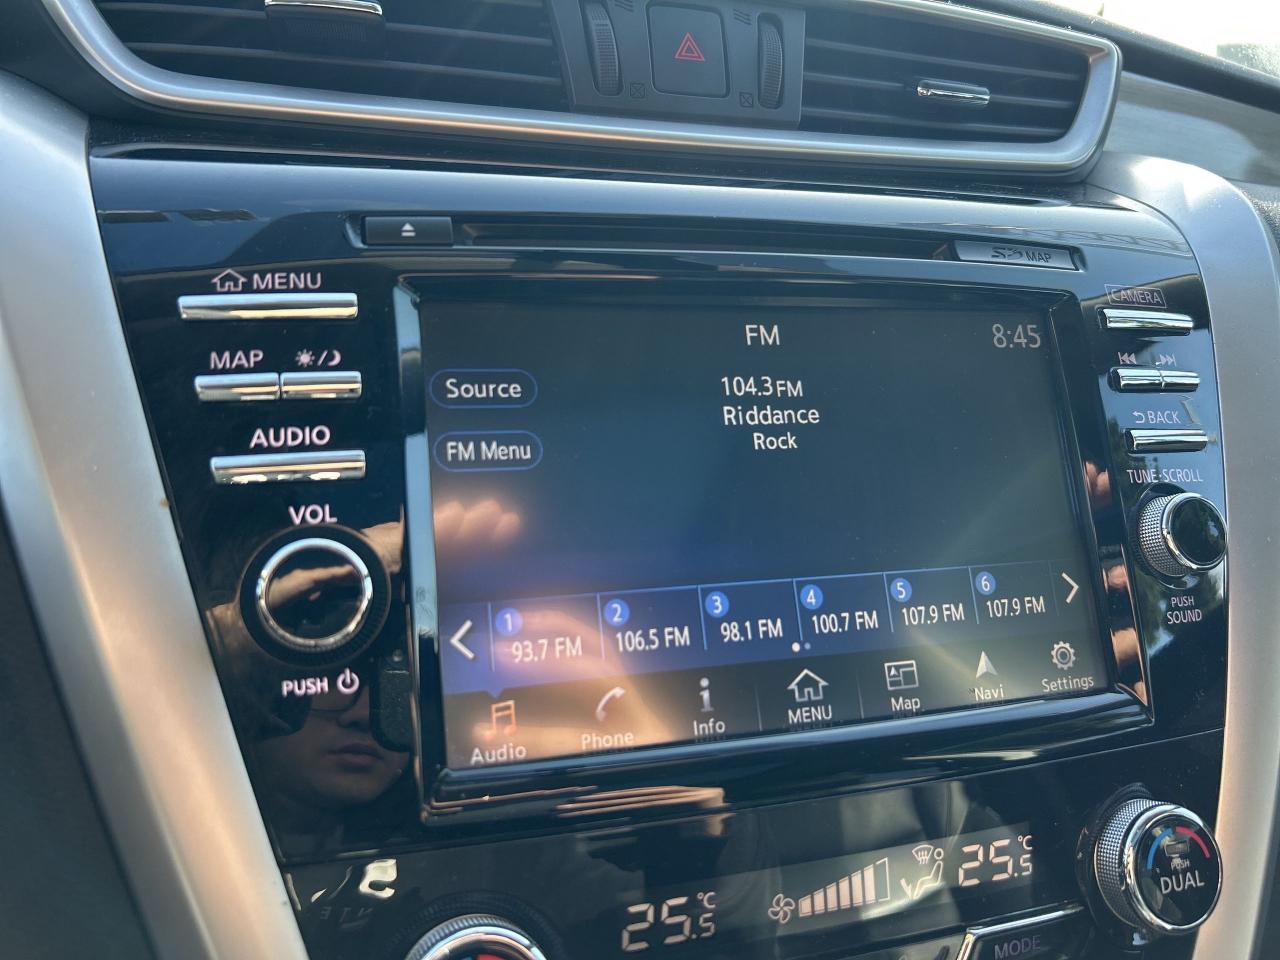 MENU
MAP
AUDIO
VOL
PUSH
MAP
FM
8:45
Source
104.3 FM
Riddance
Rock
FM Menu
1
93.7 FM
2
106.5 FM
3
98.1 FM
4
100.7 FM
5
107.9 FM
6
107.9 FM
Audio
Phone
Info
MENU
Map
Navi
Settings
CAMERA
BACK
TUNE·SCROLL
PUSH
SOUND
25.5°C
25.5°C
PUSH
DUAL
MODE